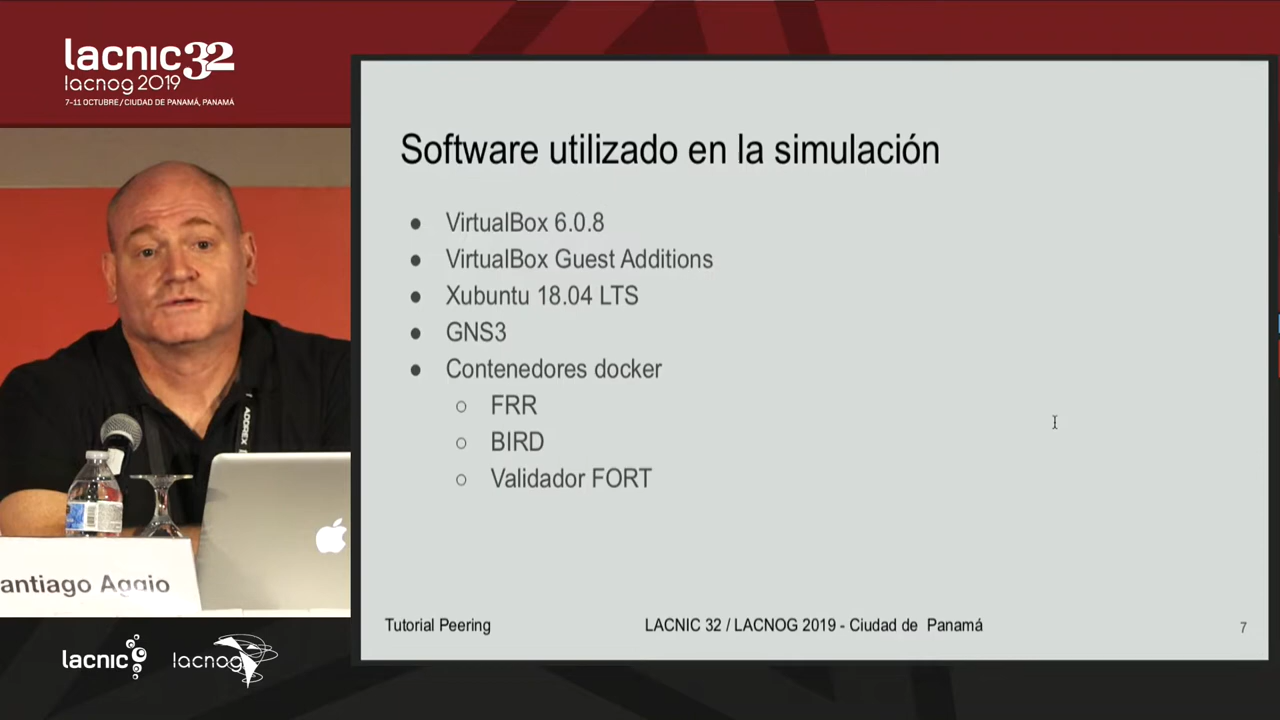 lacnic32
lacnog 2019
7-11 OCTUBRE / CIUDAD DE PANAMÁ, PANAMÁ
Software utilizado en la simulación
● VirtualBox 6.0.8
● VirtualBox Guest Additions
● Xubuntu 18.04 LTS
● GNS3
● Contenedores docker
○ FRR
○ BIRD
○ Validador FORT
ADOREX
antiago Aggio
Tutorial Peering
LACNIC 32 / LACNOG 2019 - Ciudad de Panamá
7
lacnic
lacnog